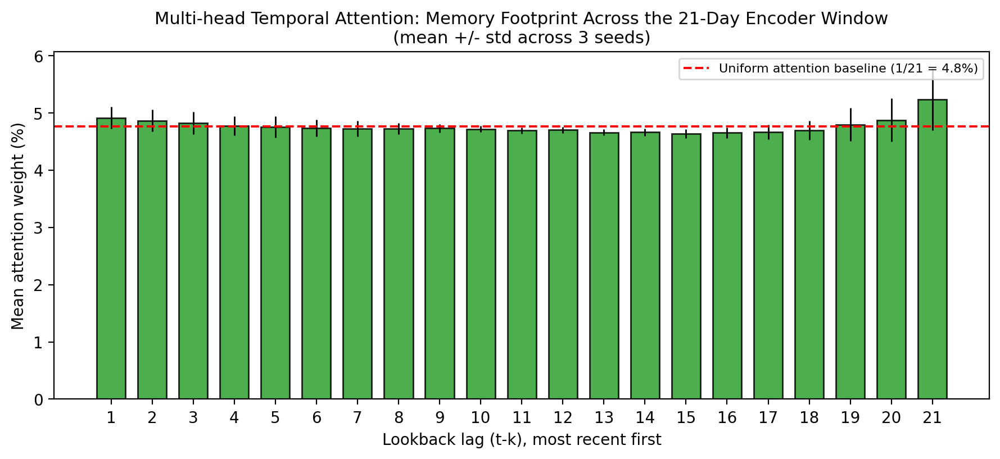 Multi-head Temporal Attention: Memory Footprint Across the 21-Day Encoder Window
(mean +/- std across 3 seeds)
Uniform attention baseline (1/21 = 4.8%)
Mean attention weight (%)
6
5
4
3
2
1
0
1 2 3 4 5 6 7 8 9 10 11 12 13 14 15 16 17 18 19 20 21
Lookback lag (t-k), most recent first